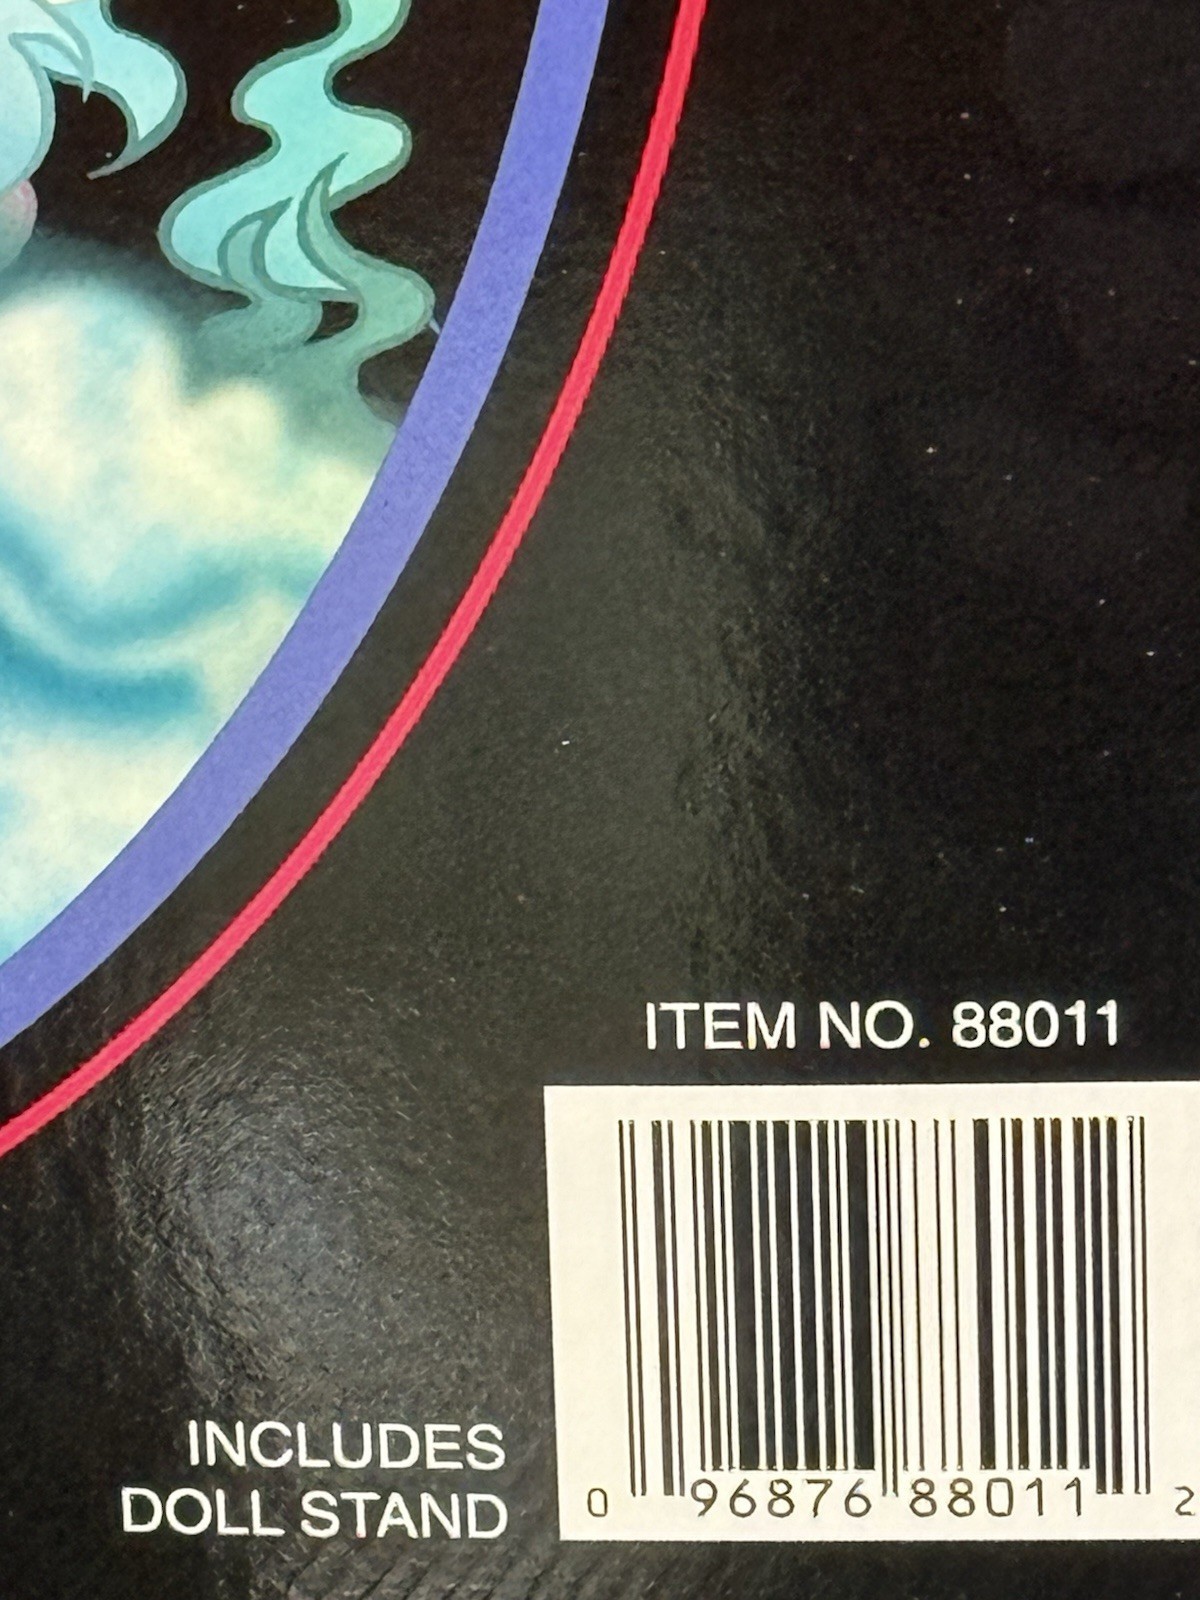 ITEM NO. 88011
INCLUDES
DOLL STAND
0 96876 88011 2